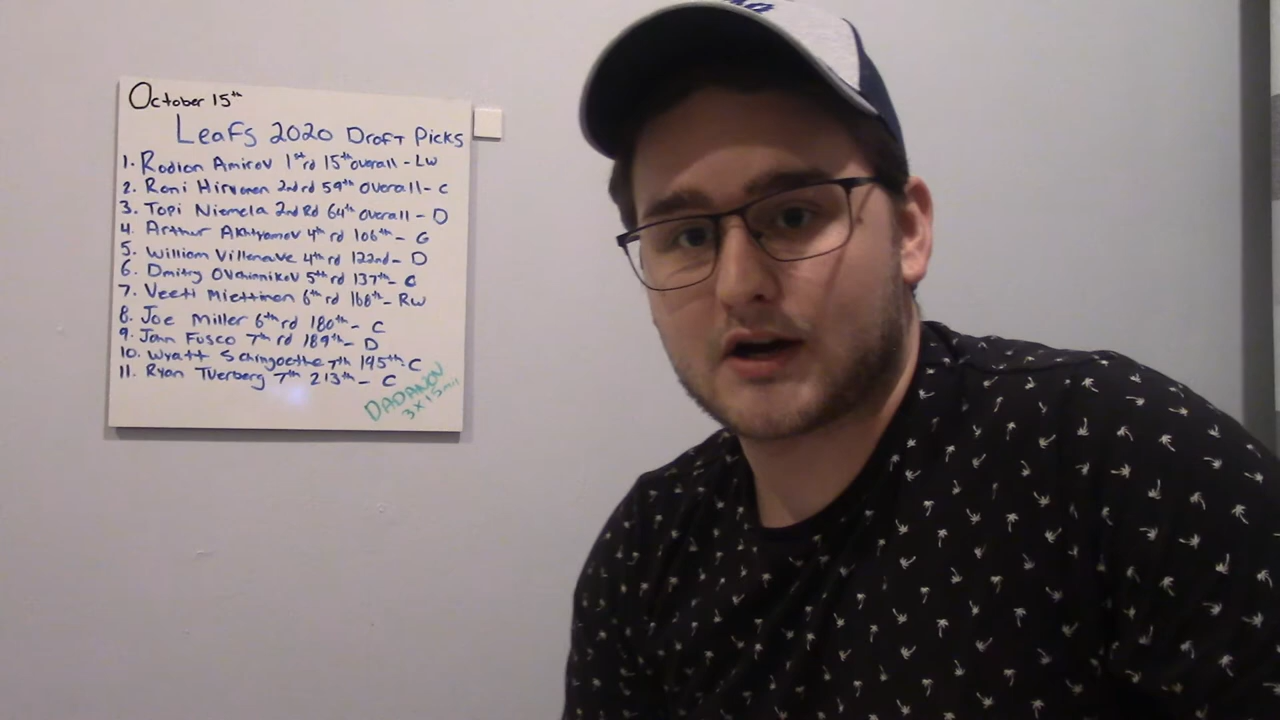 October 15th
Leafs 2020 Draft Picks
1. Rodion Amirov 1st rd 15th overall - LW
2. Roni Hirvonen 2nd rd 59th overall - C
3. Topi Niemela 2nd Rd 64th overall - D
4. Arthur Akhtyamov 4th rd 106th - G
5. William Villeneuve 4th rd 122nd - D
6. Dmitry Ovchinnikov 5th rd 137th - C
7. Veeti Miettinen 6th rd 168th - RW
8. Joe Miller 6th rd 180th - C
9. John Fusco 7th rd 189th - D
10. Wyatt Schingoethe 7th 195th - C
11. Ryan Tverberg 7th 213th - C
DADANOV
3x15mil